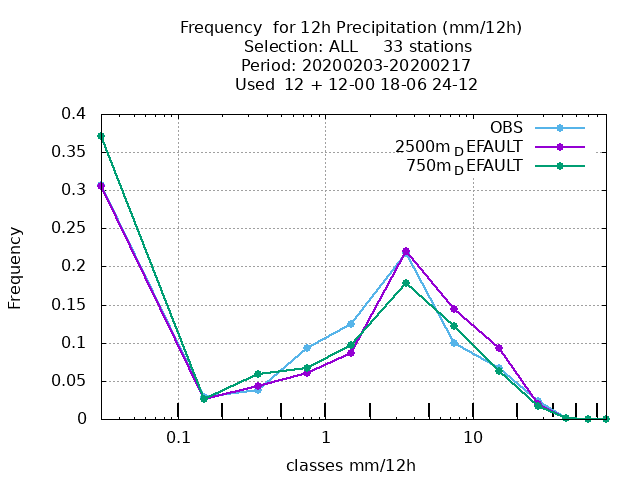 Frequency  for 12h Precipitation (mm/12h)
Selection: ALL     33 stations
Period: 20200203-20200217
Used  12 + 12-00 18-06 24-12
OBS
2500m_DEFAULT
750m_DEFAULT
0.4
0.35
0.3
0.25
0.2
0.15
0.1
0.05
0
Frequency
0.1 1 10
classes mm/12h